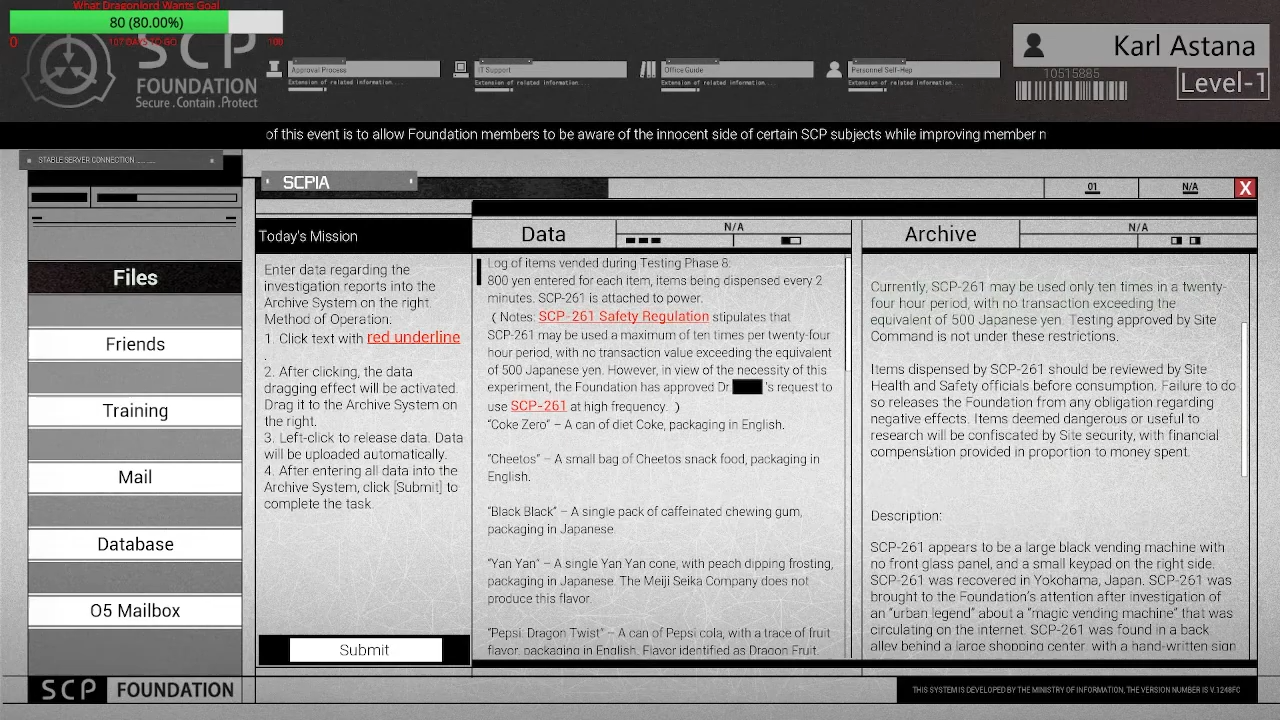 What Dragonlord Wants Goal
80 (80.00%)
0
107 DAYS TO GO
100
SCP
FOUNDATION
Secure .Contain .Protect
Approval Process
Extension of related information...
IT Support
Extension of related information...
Office Guide
Extension of related information...
Personnel Self-Hep
Extension of related information...
Karl Astana
10515885
Level-1
of this event is to allow Foundation members to be aware of the innocent side of certain SCP subjects while improving member
STABLE SERVER CONNECTION
Files
Friends
Training
Mail
Database
O5 Mailbox
SCPIA
01
N/A
X
Today's Mission
Enter data regarding the
investigation reports into the
Archive System on the right.
Method of Operation:
1. Click text with red underline
.
2. After clicking, the data
dragging effect will be activated.
Drag it to the Archive System on
the right.
3. Left-click to release data. Data
will be uploaded automatically.
4. After entering all data into the
Archive System, click [Submit] to
complete the task.
Submit
Data
N/A
Log of items vended during Testing Phase 8.
800 yen entered for each item, items being dispensed every 2
minutes. SCP-261 is attached to power.
( Notes: SCP-261 Safety Regulation stipulates that
SCP-261 may be used a maximum of ten times per twenty-four
hour period, with no transaction value exceeding the equivalent
of 500 Japanese yen. However, in view of the necessity of this
experiment, the Foundation has approved Dr 's request to
use SCP-261 at high frequency. )
“Coke Zero” – A can of diet Coke, packaging in English.
“Cheetos” – A small bag of Cheetos snack food, packaging in
English.
“Black Black” – A single pack of caffeinated chewing gum,
packaging in Japanese.
“Yan Yan” – A single Yan Yan cone, with peach dipping frosting,
packaging in Japanese. The Meiji Seika Company does not
produce this flavor.
“Pepsi: Dragon Twist” – A can of Pepsi cola, with a trace of fruit
flavor, packaging in English. Flavor identified as Dragon Fruit.
Archive
N/A
Currently, SCP-261 may be used only ten times in a twenty-
four hour period, with no transaction exceeding the
equivalent of 500 Japanese yen. Testing approved by Site
Command is not under these restrictions.
Items dispensed by SCP-261 should be reviewed by Site
Health and Safety officials before consumption. Failure to do
so releases the Foundation from any obligation regarding
negative effects. Items deemed dangerous or useful to
research will be confiscated by Site security, with financial
compensation provided in proportion to money spent.
Description:
SCP-261 appears to be a large black vending machine with
no front glass panel, and a small keypad on the right side.
SCP-261 was recovered in Yokohama, Japan. SCP-261 was
brought to the Foundation's attention after investigation of
an “urban legend” about a “magic vending machine” that was
circulating on the internet. SCP-261 was found in a back
alley behind a large shopping center, with a hand-written sign
SCP FOUNDATION
THIS SYSTEM IS DEVELOPED BY THE MINISTRY OF INFORMATION, THE VERSION NUMBER IS V.1248FC